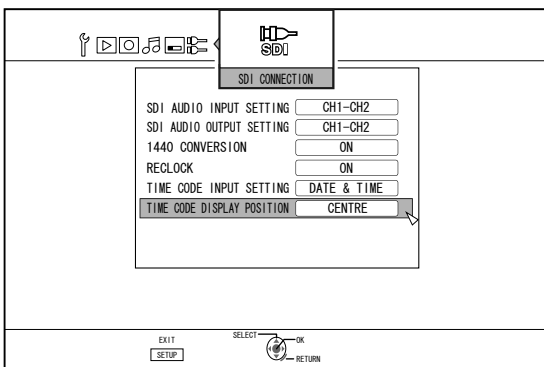 SDI
SDI CONNECTION
SDI AUDIO INPUT SETTING CH1-CH2
SDI AUDIO OUTPUT SETTING CH1-CH2
1440 CONVERSION ON
RECLOCK ON
TIME CODE INPUT SETTING DATE & TIME
TIME CODE DISPLAY POSITION CENTRE
EXIT
SETUP
SELECT
OK
RETURN